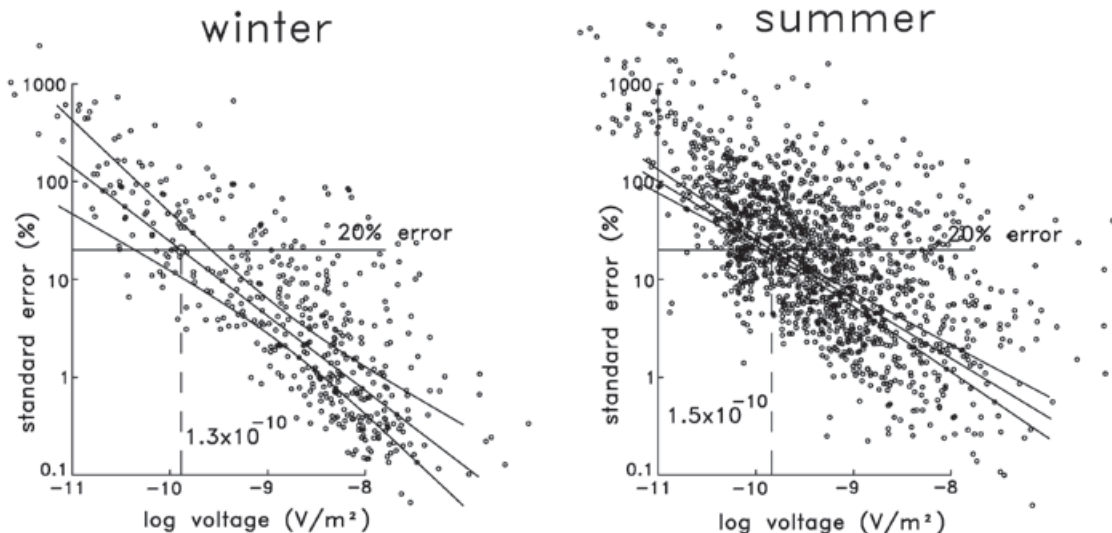 winter
1000
100
10
1
0.1
standard error (%)
20% error
1.3x10⁻¹⁰
-11
-10
-9
-8
log voltage (V/m²)
summer
1000
100
10
1
0.1
standard error (%)
20% error
1.5x10⁻¹⁰
-11
-10
-9
-8
log voltage (V/m²)